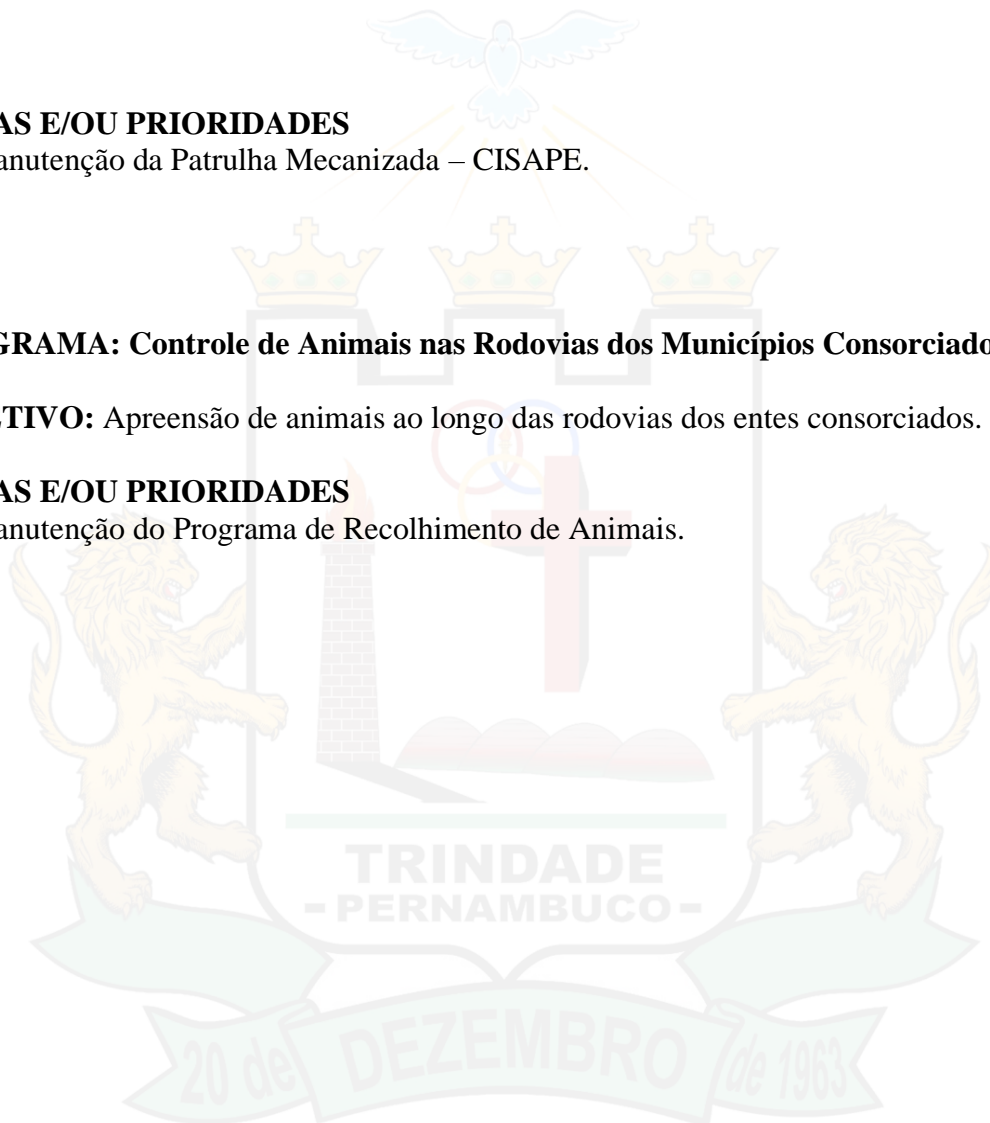 AS E/OU PRIORIDADES
anutenção da Patrulha Mecanizada – CISAPE.
GRAMA: Controle de Animais nas Rodovias dos Municípios Consorciado
ETIVO: Apreensão de animais ao longo das rodovias dos entes consorciados.
AS E/OU PRIORIDADES
anutenção do Programa de Recolhimento de Animais.
TRINDADE
- PERNAMBUCO -
20 de DEZEMBRO de 1963